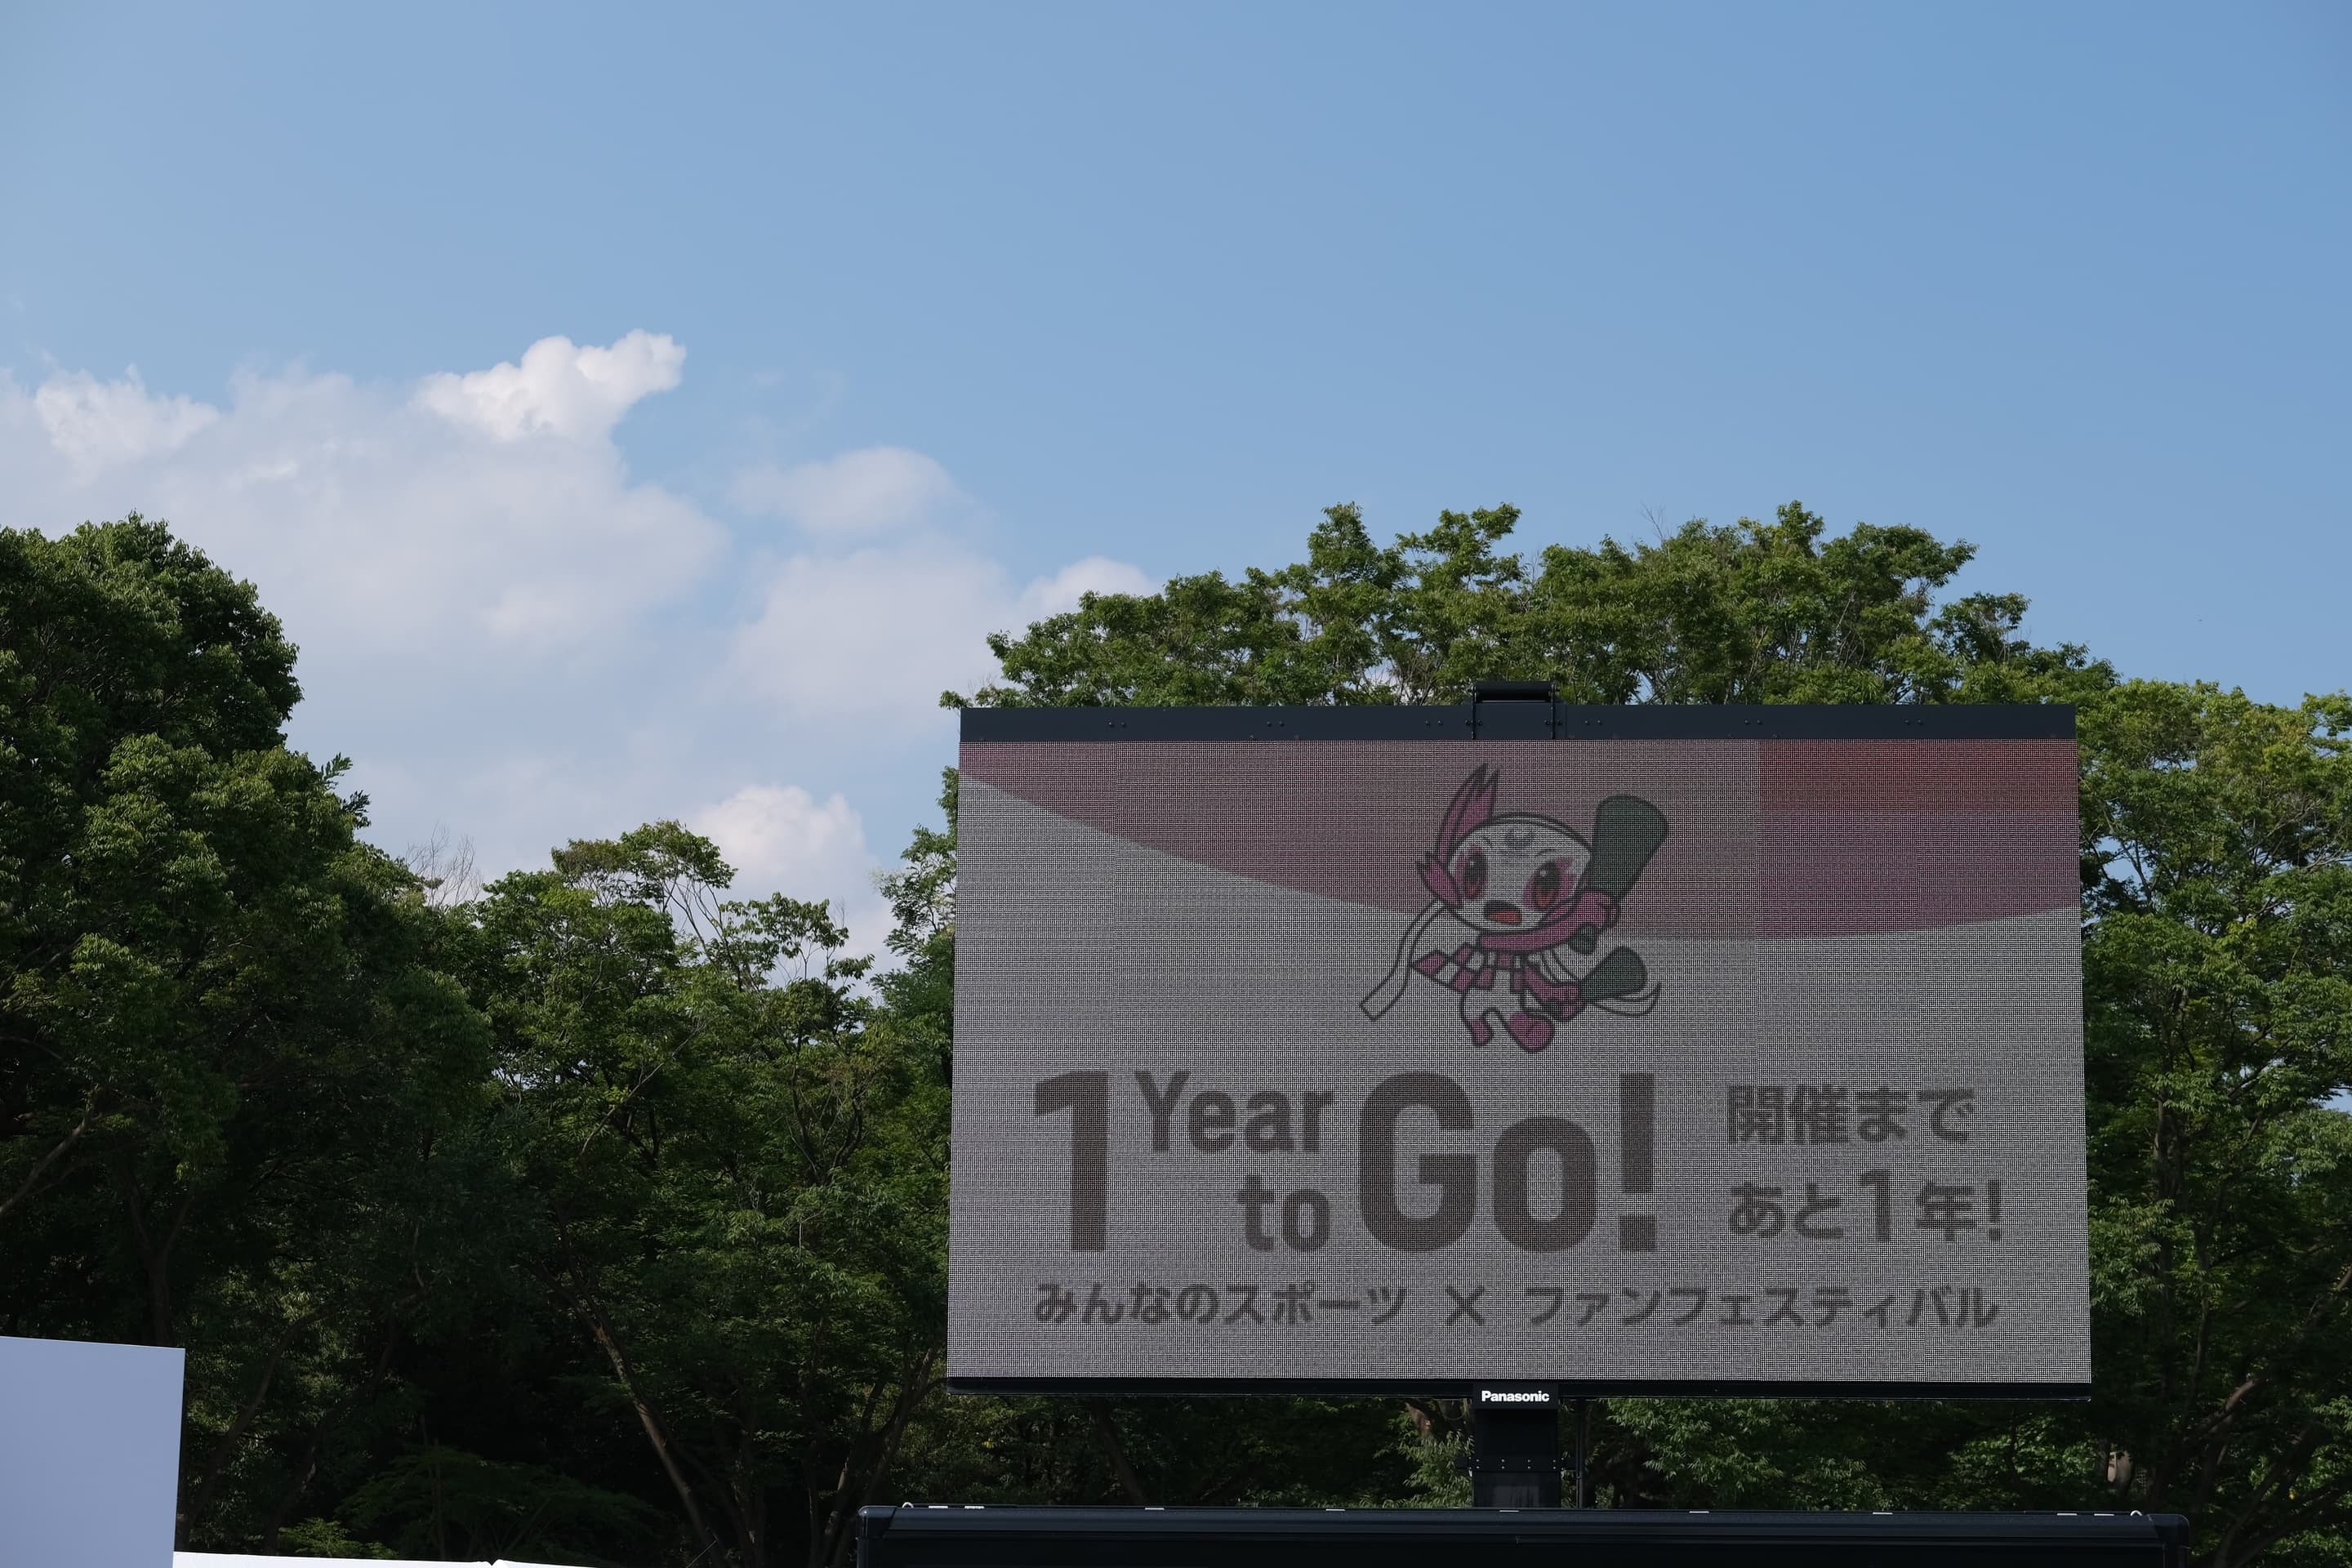 1 Year to Go!
開催まで
あと1年!
みんなのスポーツ × ファンフェスティバル
Panasonic